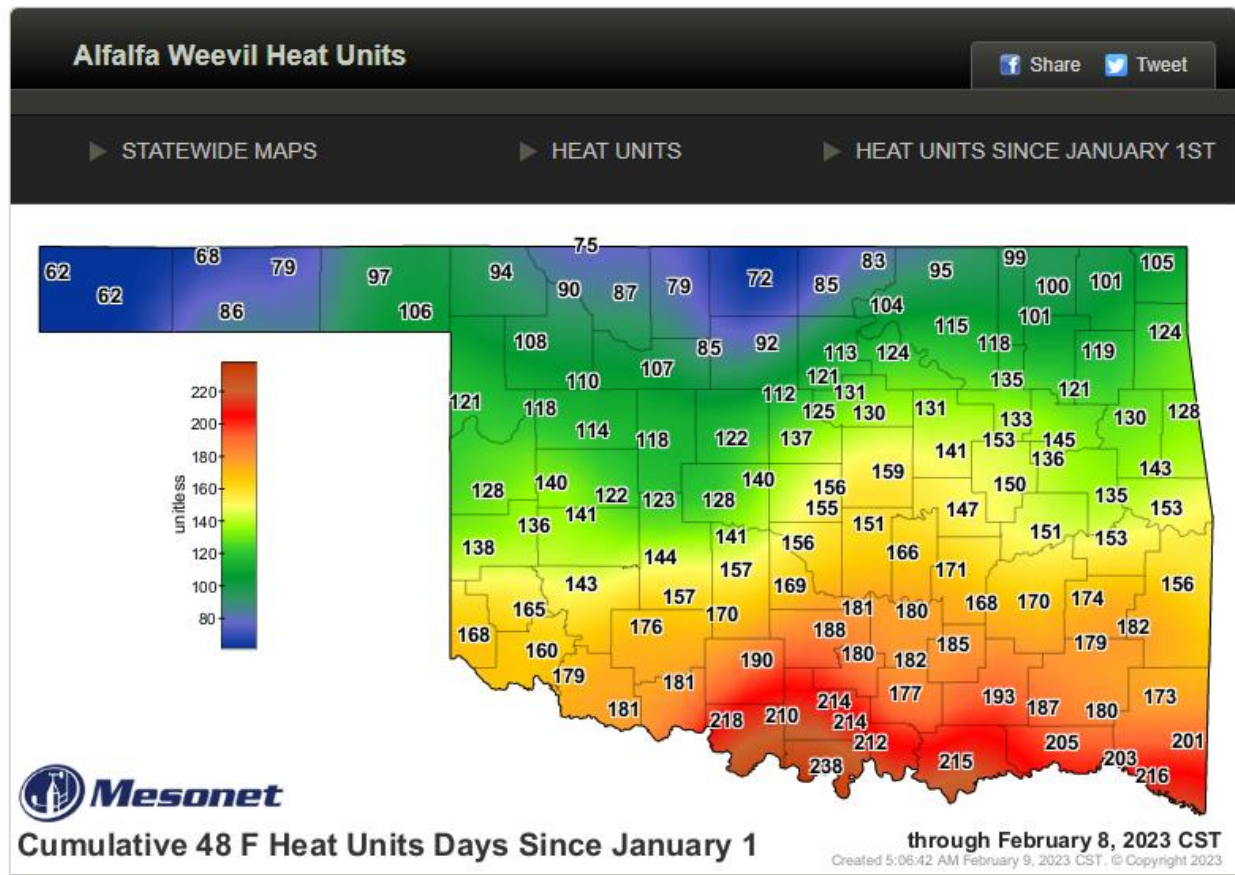 Alfalfa Weevil Heat Units
Share Tweet
STATEWIDE MAPS HEAT UNITS HEAT UNITS SINCE JANUARY 1ST
75
68 83 99 105
62 79 97 94 95 101
62 90 87 79 72 85 100
86 106 104 101
108 85 92 115 118 124
107 113 124 119
110 121 135 121
121 118 112 131
125 130 131 133 130 128
114 118 122 137 141 153 145
136
159 143
128 140 122 123 128 140 156 150 135
141 155 147 153
136 151 151
138 141 156 153
144 166
143 157 169 171 156
157 168 170 174
165 170 181 180
168 176 188 182
160 190 180 182 185 179
179 181 177 193 173
181 214 187 180
218 210 214
212 205 201
238 215 203
216
220
200
180
160
140
120
100
80
unitless
Mesonet
Cumulative 48 F Heat Units Days Since January 1
through February 8, 2023 CST
Created 5:06:42 AM February 9, 2023 CST. © Copyright 2023